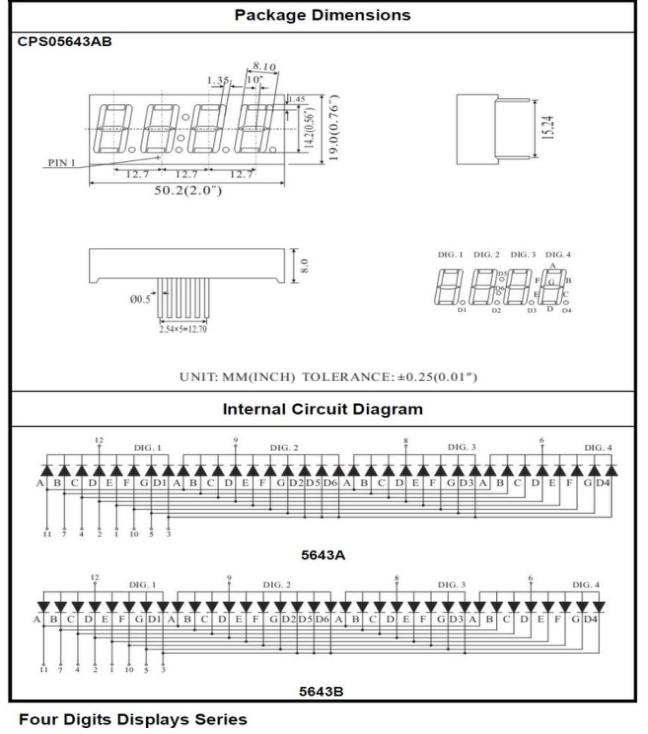 Package Dimensions
CPS05643AB
8.10
1.35
10°
1.45
14.2(0.56")
19.0(0.76")
PIN 1
12.7
12.7
12.7
50.2(2.0")
15.24
8.0
Ø0.5
2.54×5=12.70
DIG. 1 DIG. 2 DIG. 3 DIG. 4
A
D5
F G B
D6
E C
D1 D2 D3 D D4
UNIT: MM(INCH) TOLERANCE: ±0.25(0.01")
Internal Circuit Diagram
12 9 8 6
DIG. 1 DIG. 2 DIG. 3 DIG. 4
A B C D E F G D1 A B C D E F G D2 D5 D6 A B C D E F G D3 A B C D E F G D4
11 7 4 2 1 10 5 3
5643A
12 9 8 6
DIG. 1 DIG. 2 DIG. 3 DIG. 4
A B C D E F G D1 A B C D E F G D2 D5 D6 A B C D E F G D3 A B C D E F G D4
11 7 4 2 1 10 5 3
5643B
Four Digits Displays Series